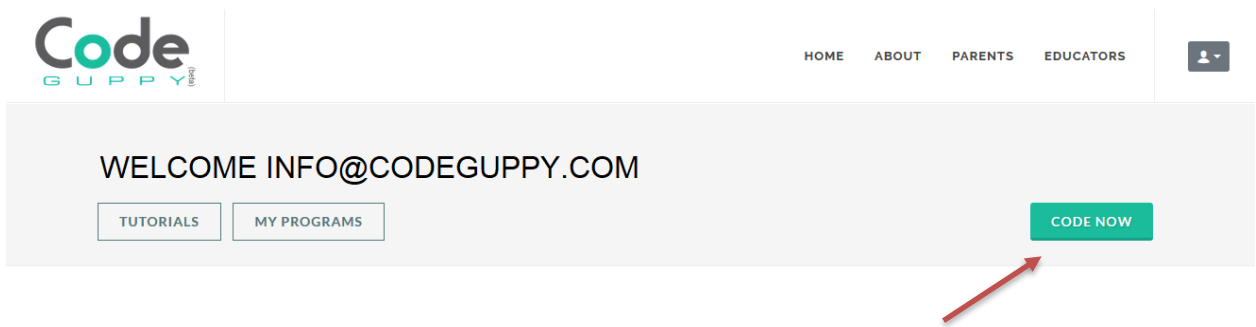 Code
GUPPY (beta)
HOME ABOUT PARENTS EDUCATORS
WELCOME INFO@CODEGUPPY.COM
TUTORIALS MY PROGRAMS CODE NOW